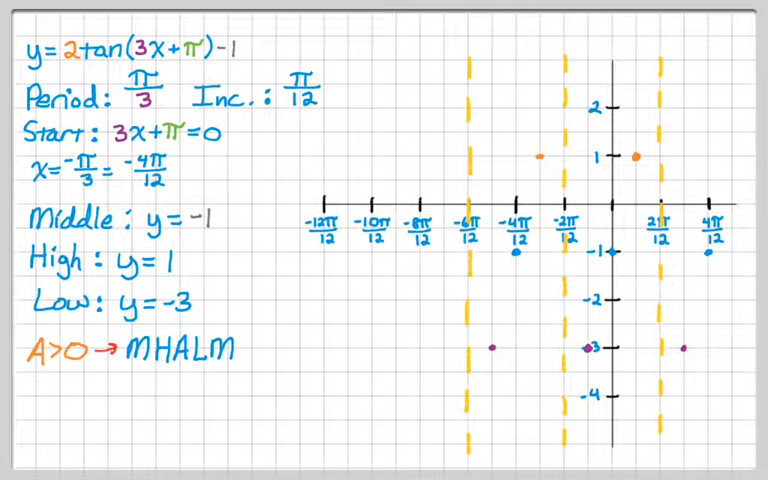 y = 2tan(3x+π)-1
Period: π/3 Inc.: π/12
Start: 3x+π=0
x = -π/3 = -4π/12
Middle: y = -1
High: y = 1
Low: y = -3
A>0 → MHALM
2
1
-12π/12 -10π/12 -8π/12 -6π/12 -4π/12 -2π/12 2π/12 4π/12
-1
-2
-3
-4